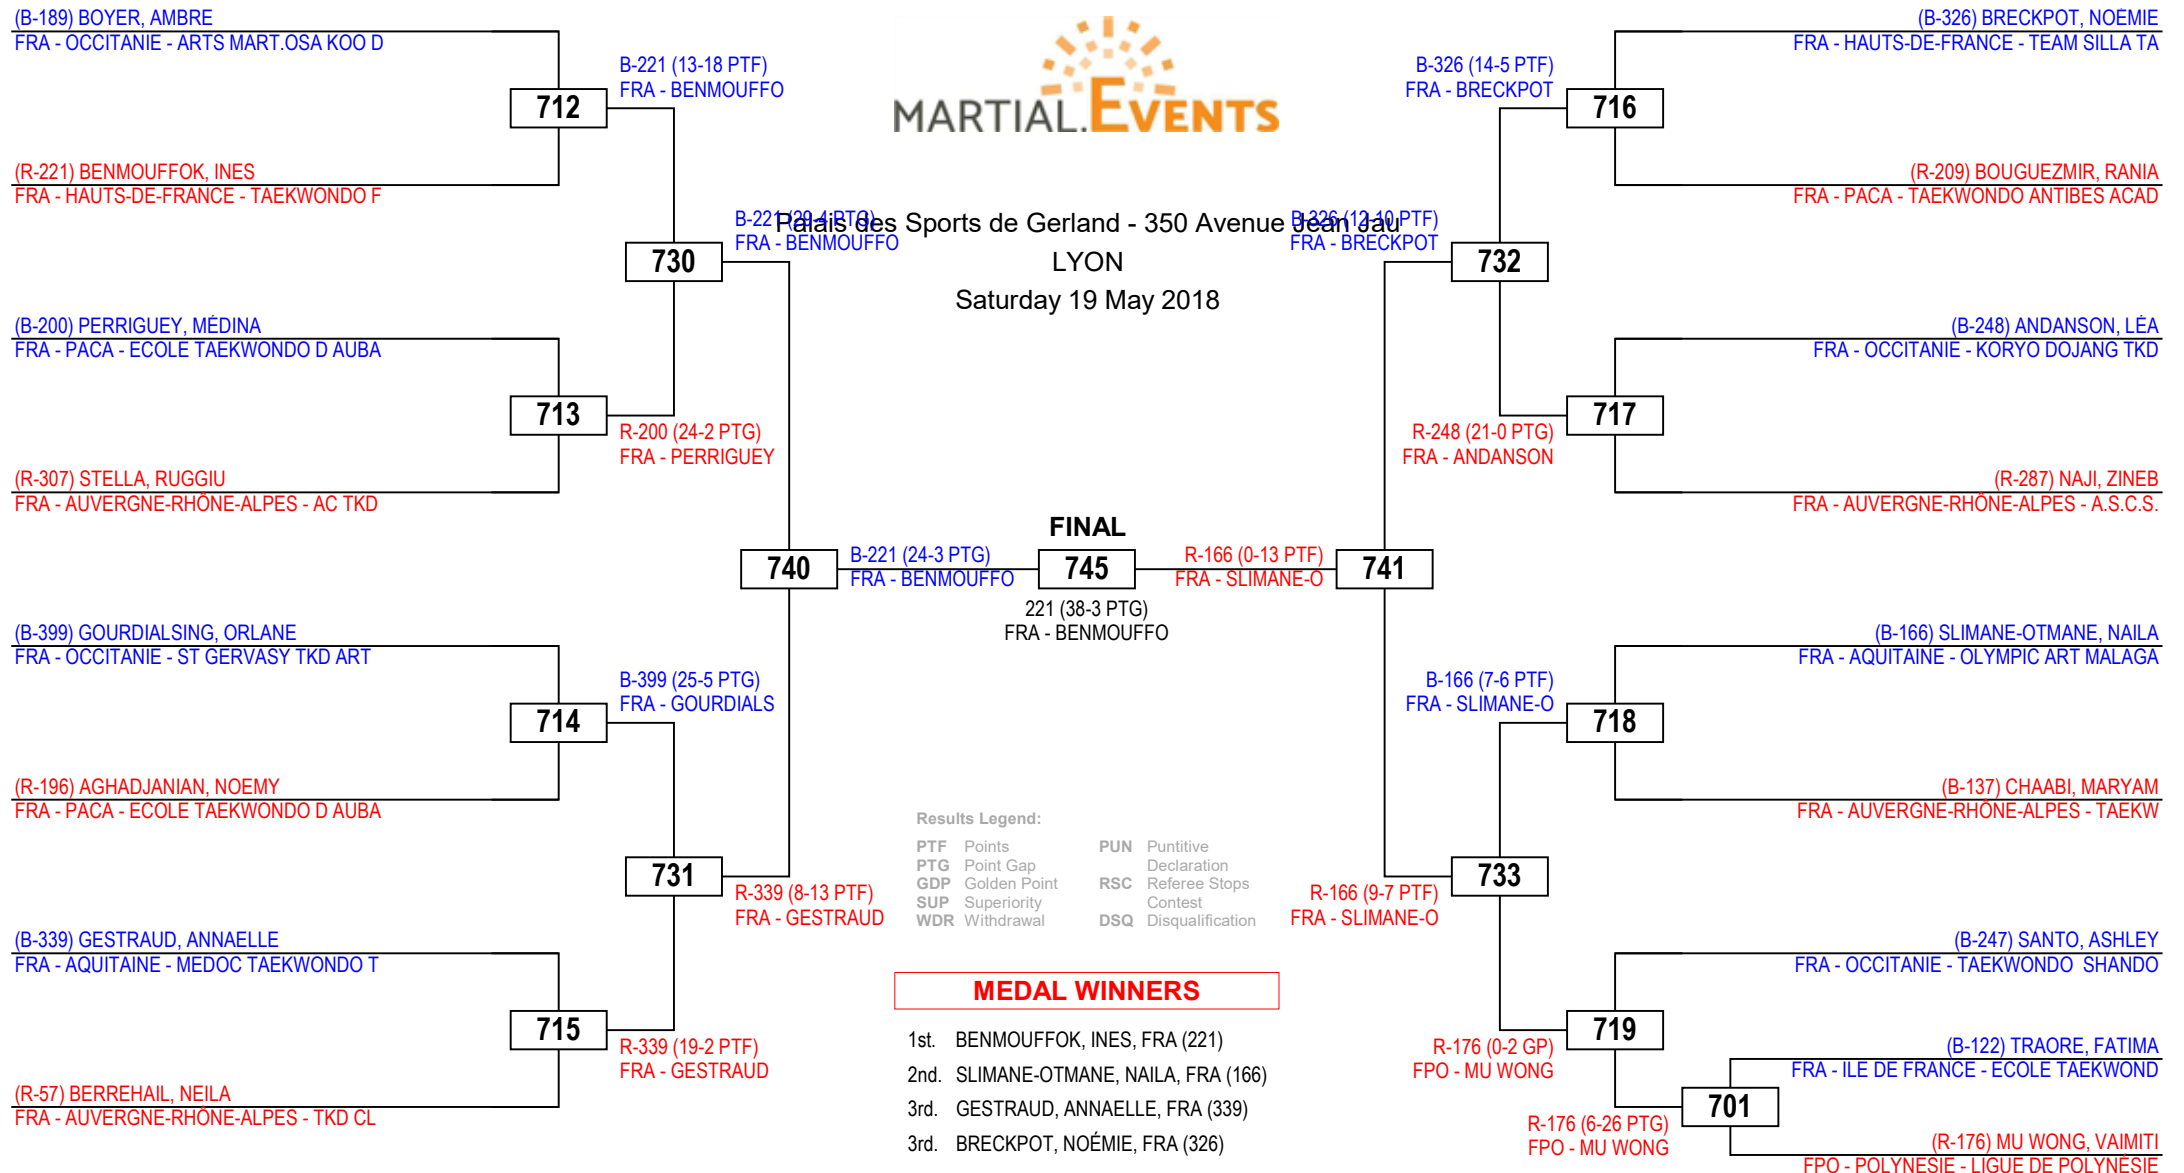 (B-189) BOYER, AMBRE
FRA - OCCITANIE - ARTS MART.OSA KOO D
712
(R-221) BENMOUFFOK, INES
FRA - HAUTS-DE-FRANCE - TAEKWONDO F
B-221 (13-18 PTF)
FRA - BENMOUFFO
730
B-221 (29-4 PTG)
FRA - BENMOUFFO
(B-200) PERRIGUEY, MÉDINA
FRA - PACA - ECOLE TAEKWONDO D AUBA
713
R-200 (24-2 PTG)
FRA - PERRIGUEY
(R-307) STELLA, RUGGIU
FRA - AUVERGNE-RHÔNE-ALPES - AC TKD
740
B-221 (24-3 PTG)
FRA - BENMOUFFO
(B-399) GOURDIALSING, ORLANE
FRA - OCCITANIE - ST GERVASY TKD ART
714
B-399 (25-5 PTG)
FRA - GOURDIALS
(R-196) AGHADJANIAN, NOEMY
FRA - PACA - ECOLE TAEKWONDO D AUBA
731
R-339 (8-13 PTF)
FRA - GESTRAUD
(B-339) GESTRAUD, ANNAELLE
FRA - AQUITAINE - MEDOC TAEKWONDO T
715
R-339 (19-2 PTF)
FRA - GESTRAUD
(R-57) BERREHAIL, NEILA
FRA - AUVERGNE-RHÔNE-ALPES - TKD CL
MARTIAL.EVENTS
Palais des Sports de Gerland - 350 Avenue Jean Jau
LYON
Saturday 19 May 2018
FINAL
745
221 (38-3 PTG)
FRA - BENMOUFFO
Results Legend:
PTF Points
PTG Point Gap
GDP Golden Point
SUP Superiority
WDR Withdrawal
PUN Puntitive
Declaration
RSC Referee Stops
Contest
DSQ Disqualification
MEDAL WINNERS
1st. BENMOUFFOK, INES, FRA (221)
2nd. SLIMANE-OTMANE, NAILA, FRA (166)
3rd. GESTRAUD, ANNAELLE, FRA (339)
3rd. BRECKPOT, NOÉMIE, FRA (326)
(B-326) BRECKPOT, NOÉMIE
FRA - HAUTS-DE-FRANCE - TEAM SILLA TA
B-326 (14-5 PTF)
FRA - BRECKPOT
716
(R-209) BOUGUEZMIR, RANIA
FRA - PACA - TAEKWONDO ANTIBES ACAD
B-326 (12-10 PTF)
FRA - BRECKPOT
732
(B-248) ANDANSON, LÉA
FRA - OCCITANIE - KORYO DOJANG TKD
717
R-248 (21-0 PTG)
FRA - ANDANSON
(R-287) NAJI, ZINEB
FRA - AUVERGNE-RHÔNE-ALPES - A.S.C.S.
R-166 (0-13 PTF)
FRA - SLIMANE-O
741
(B-166) SLIMANE-OTMANE, NAILA
FRA - AQUITAINE - OLYMPIC ART MALAGA
B-166 (7-6 PTF)
FRA - SLIMANE-O
718
(B-137) CHAABI, MARYAM
FRA - AUVERGNE-RHÔNE-ALPES - TAEKW
733
R-166 (9-7 PTF)
FRA - SLIMANE-O
(B-247) SANTO, ASHLEY
FRA - OCCITANIE - TAEKWONDO SHANDO
719
R-176 (0-2 GP)
FPO - MU WONG
(B-122) TRAORE, FATIMA
FRA - ILE DE FRANCE - ECOLE TAEKWOND
701
R-176 (6-26 PTG)
FPO - MU WONG
(R-176) MU WONG, VAIMITI
FPO - POLYNESIE - LIGUE DE POLYNÉSIE